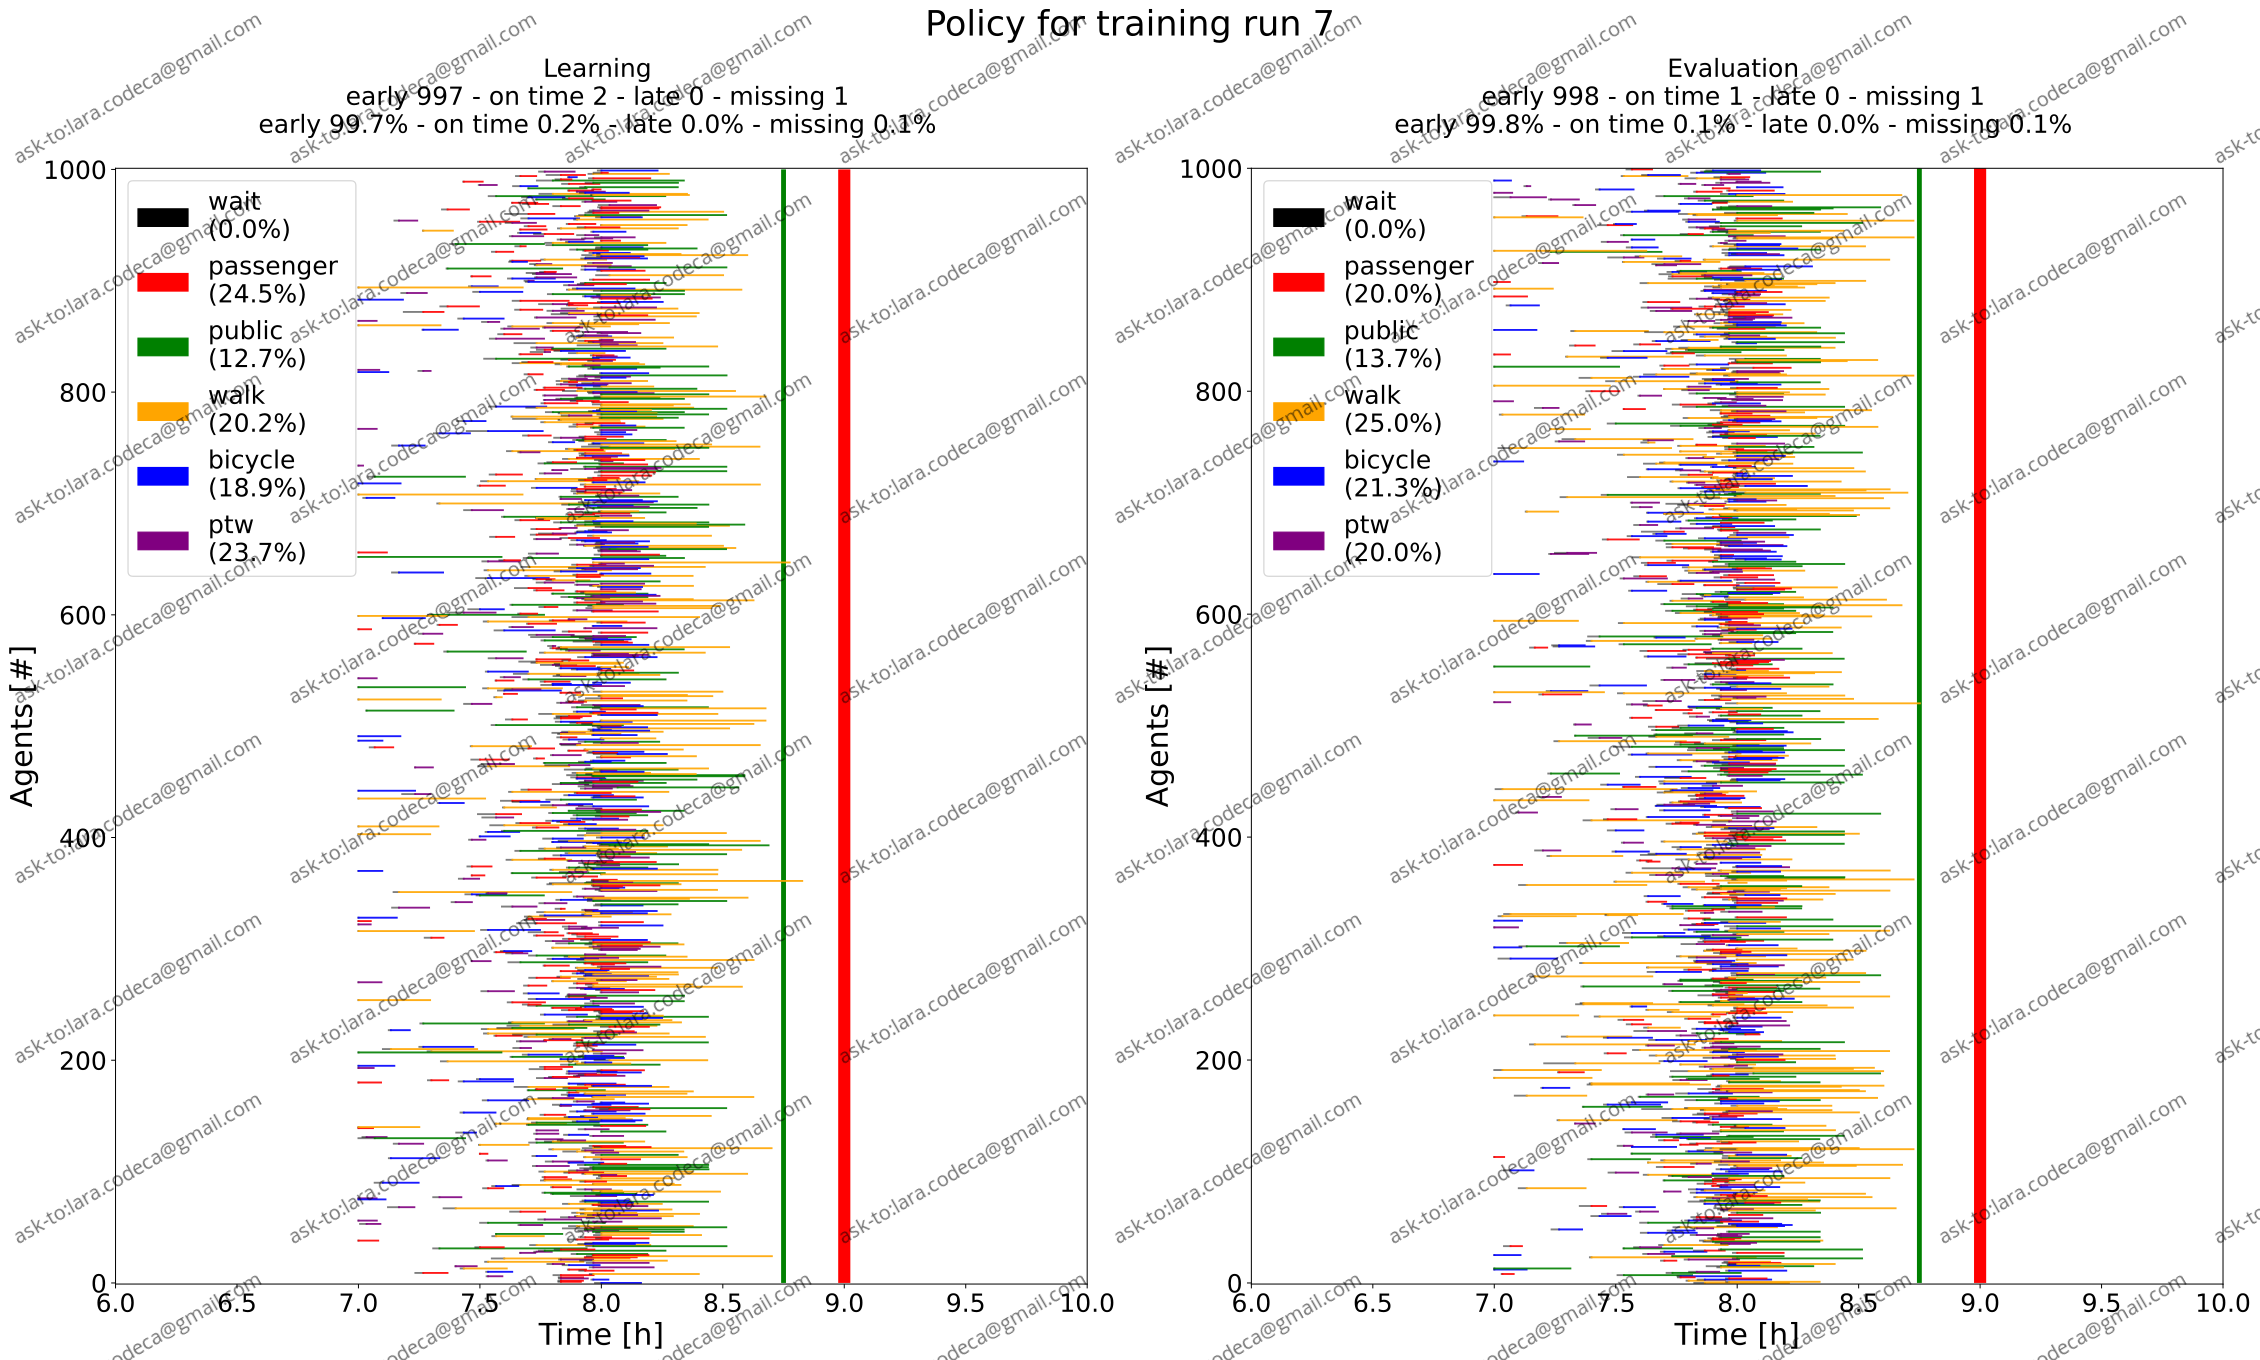 Policy for training run 7
Learning
early 997 - on time 2 - late 0 - missing 1
early 99.7% - on time 0.2% - late 0.0% - missing 0.1%
1000
800
600
400
200
0
Agents [#]
wait
(0.0%)
passenger
(24.5%)
public
(12.7%)
walk
(20.2%)
bicycle
(18.9%)
ptw
(23.7%)
6.0 6.5 7.0 7.5 8.0 8.5 9.0 9.5 10.0
Time [h]
Evaluation
early 998 - on time 1 - late 0 - missing 1
early 99.8% - on time 0.1% - late 0.0% - missing 0.1%
1000
800
600
400
200
0
Agents [#]
wait
(0.0%)
passenger
(20.0%)
public
(13.7%)
walk
(25.0%)
bicycle
(21.3%)
ptw
(20.0%)
6.0 6.5 7.0 7.5 8.0 8.5 9.0 9.5 10.0
Time [h]
ask-to:lara.codeca@gmail.com